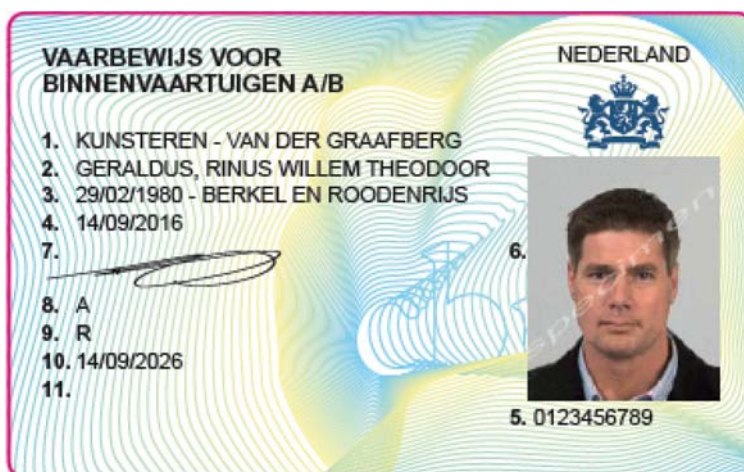 VAARBEWIJS VOOR
BINNENVAARTUIGEN A/B
NEDERLAND
1. KUNSTEREN - VAN DER GRAAFBERG
2. GERALDUS, RINUS WILLEM THEODOOR
3. 29/02/1980 - BERKEL EN ROODENRIJS
4. 14/09/2016
7.
6.
specimen
8. A
9. R
10. 14/09/2026
11.
5. 0123456789